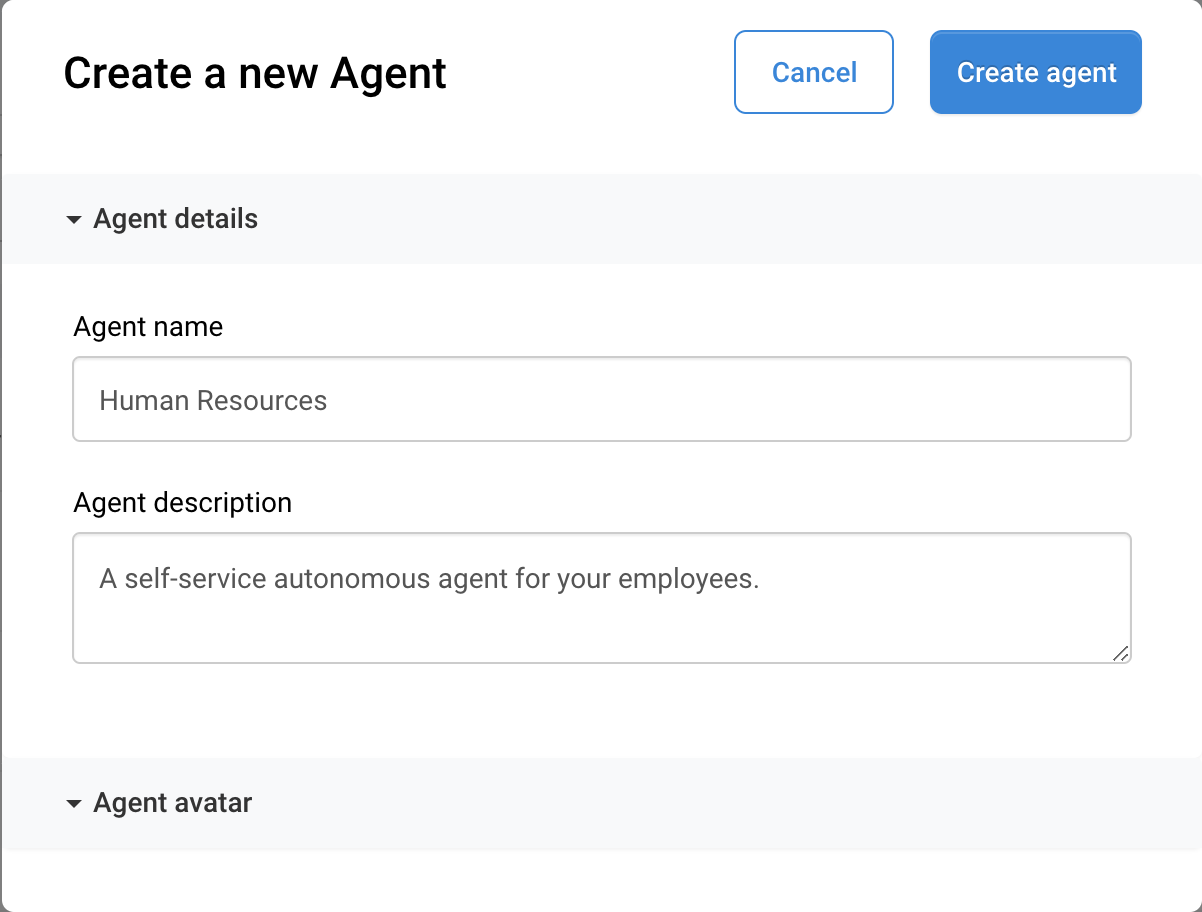 Create a new Agent
Cancel
Create agent
Agent details
Agent name
Human Resources
Agent description
A self-service autonomous agent for your employees.
Agent avatar